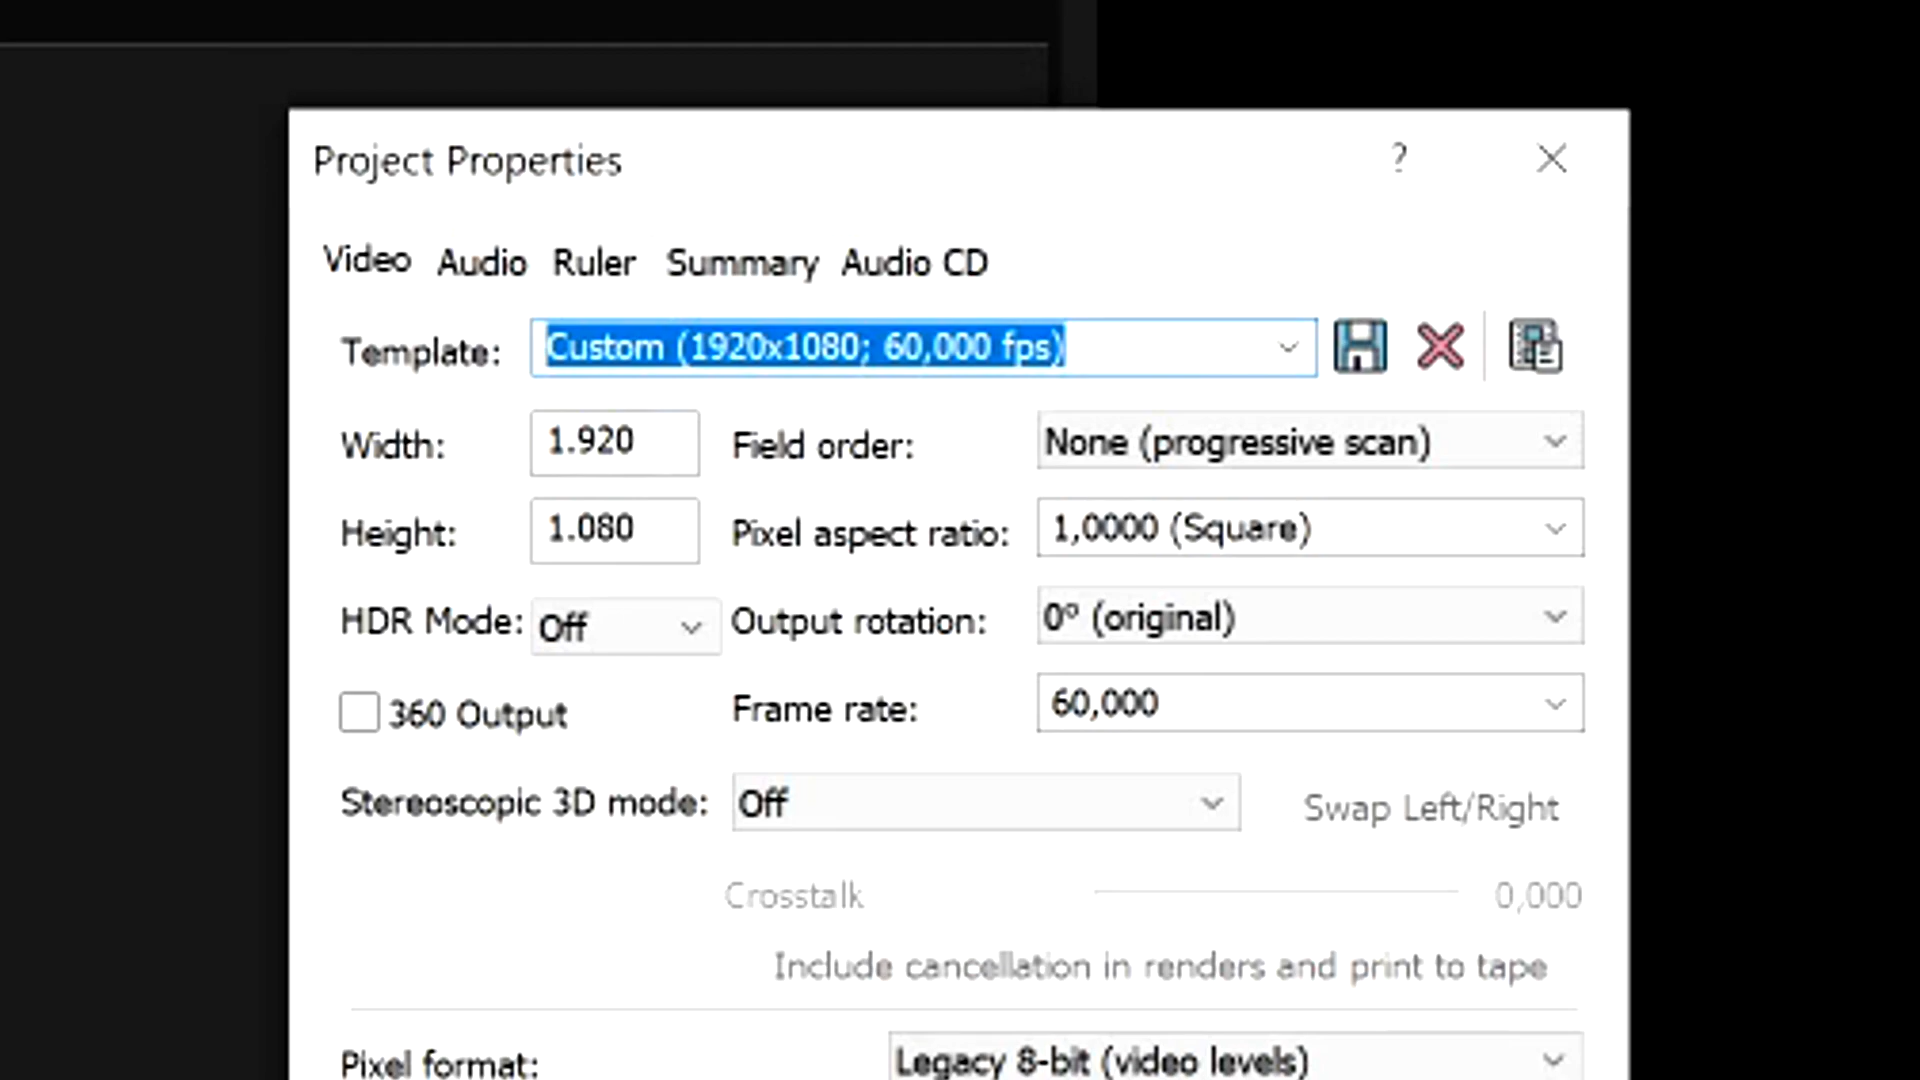 Project Properties ?
Video Audio Ruler Summary Audio CD
Template: Custom (1920x1080; 60,000 fps)
Width: 1.920 Field order: None (progressive scan)
Height: 1.080 Pixel aspect ratio: 1,0000 (Square)
HDR Mode: Off Output rotation: 0º (original)
360 Output Frame rate: 60,000
Stereoscopic 3D mode: Off Swap Left/Right
Crosstalk 0,000
Include cancellation in renders and print to tape
Pixel format: Legacy 8-bit (video levels)